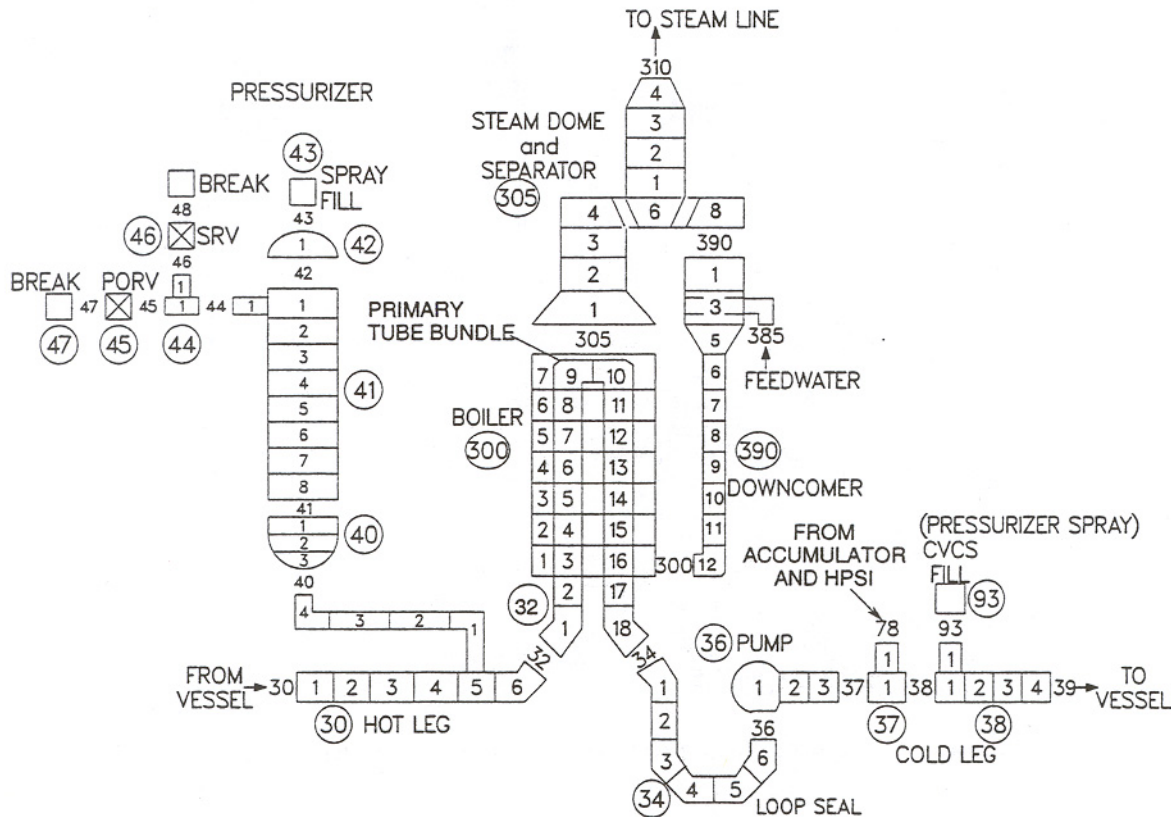 TO STEAM LINE
310
4
3
2
1
6
PRESSURIZER
43
SPRAY
FILL
43
1
42
42
BREAK
48
46
SRV
46
1
BREAK
47
PORV
45
1
44
1
47
45
44
1
2
3
4
5
6
7
8
41
41
1
2
3
40
40
4
3
2
1
STEAM DOME
and
SEPARATOR
305
4
3
2
1
305
8
390
1
3
5
385
FEEDWATER
6
7
8
9
10
11
12
390
DOWNCOMER
PRIMARY
TUBE BUNDLE
BOILER
300
7 9 10
6 8 11
5 7 12
4 6 13
3 5 14
2 4 15
1 3 16
300
2 17
1 18
32
32
34
FROM
VESSEL
30
1 2 3 4 5 6
30
HOT LEG
1
2
3
4
5
6
34
LOOP SEAL
36
36
PUMP
1 2 3
37
FROM
ACCUMULATOR
AND HPSI
78
1
1
37
38
(PRESSURIZER SPRAY)
CVCS
FILL
93
93
1
1 2 3 4
39
TO
VESSEL
38
COLD LEG